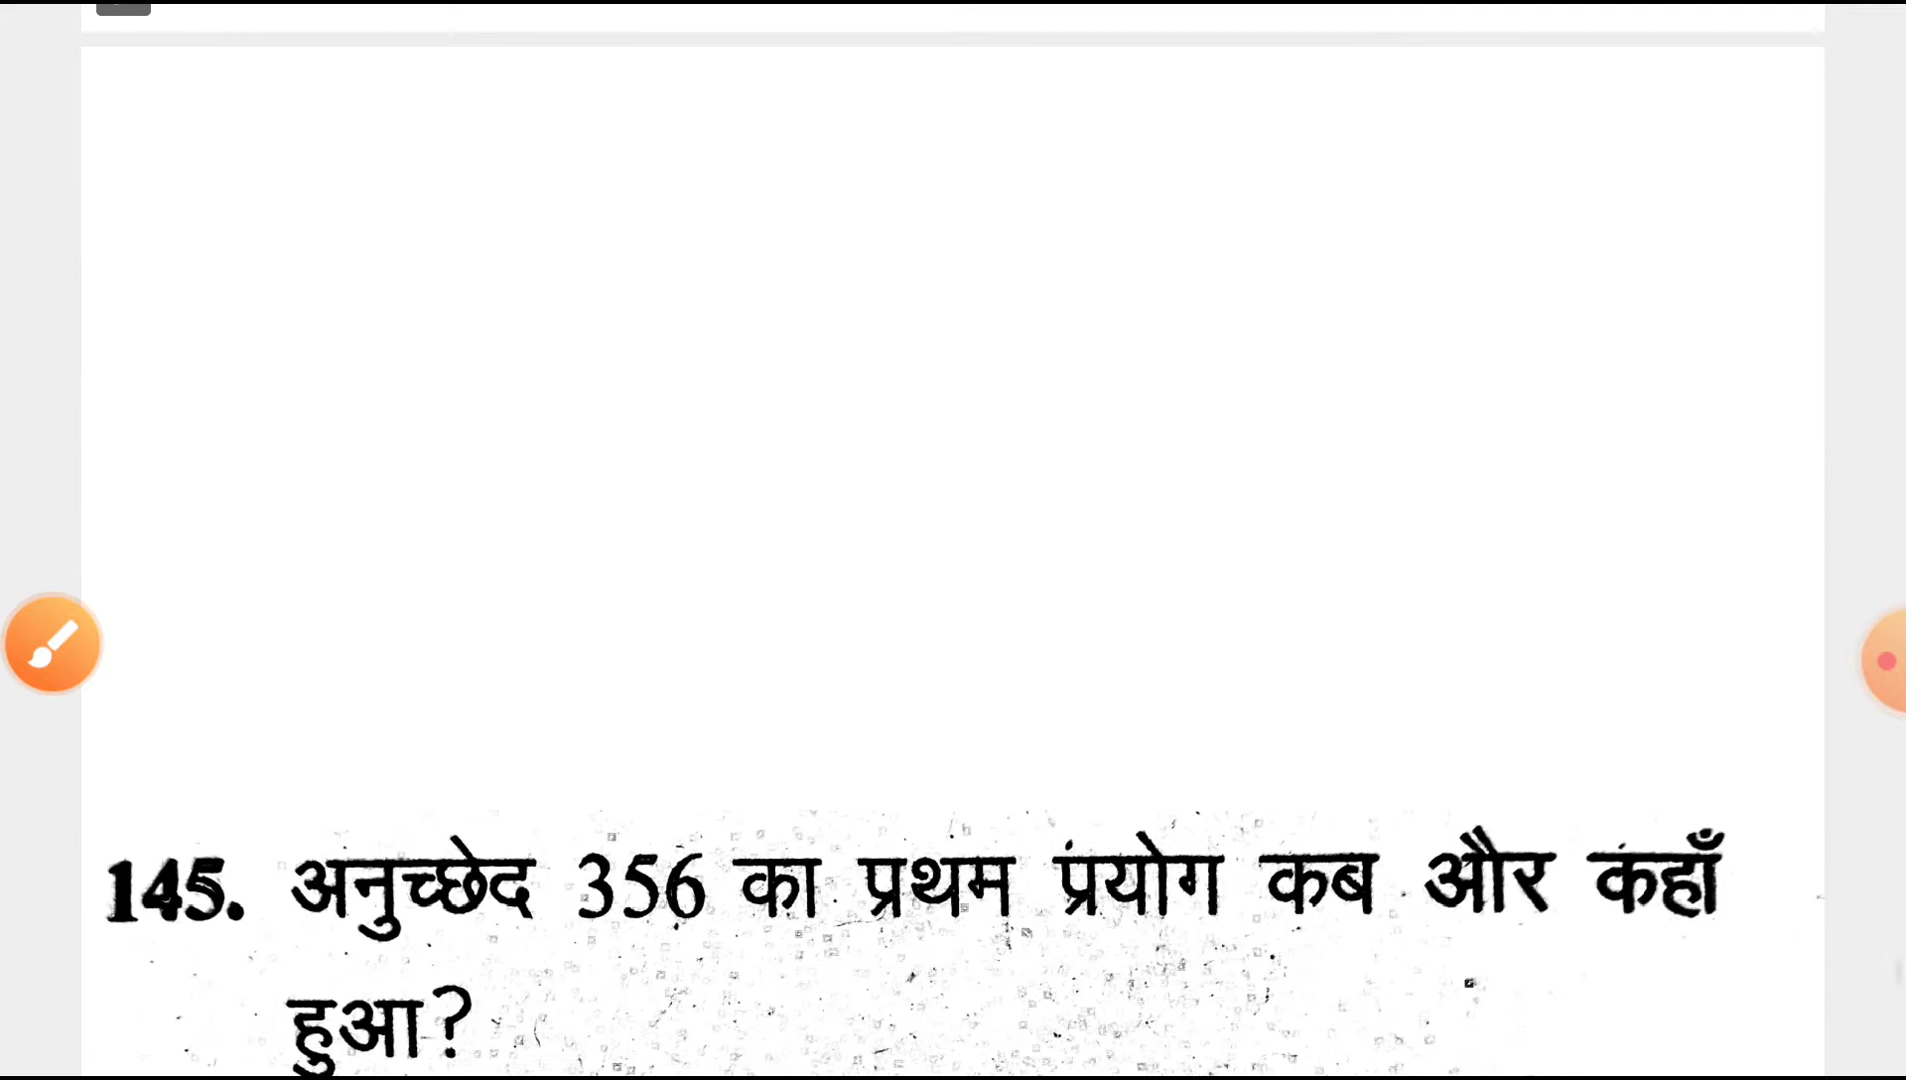 145. अनुच्छेद 356 का प्रथम प्रयोग कब और कहाँ
हुआ?